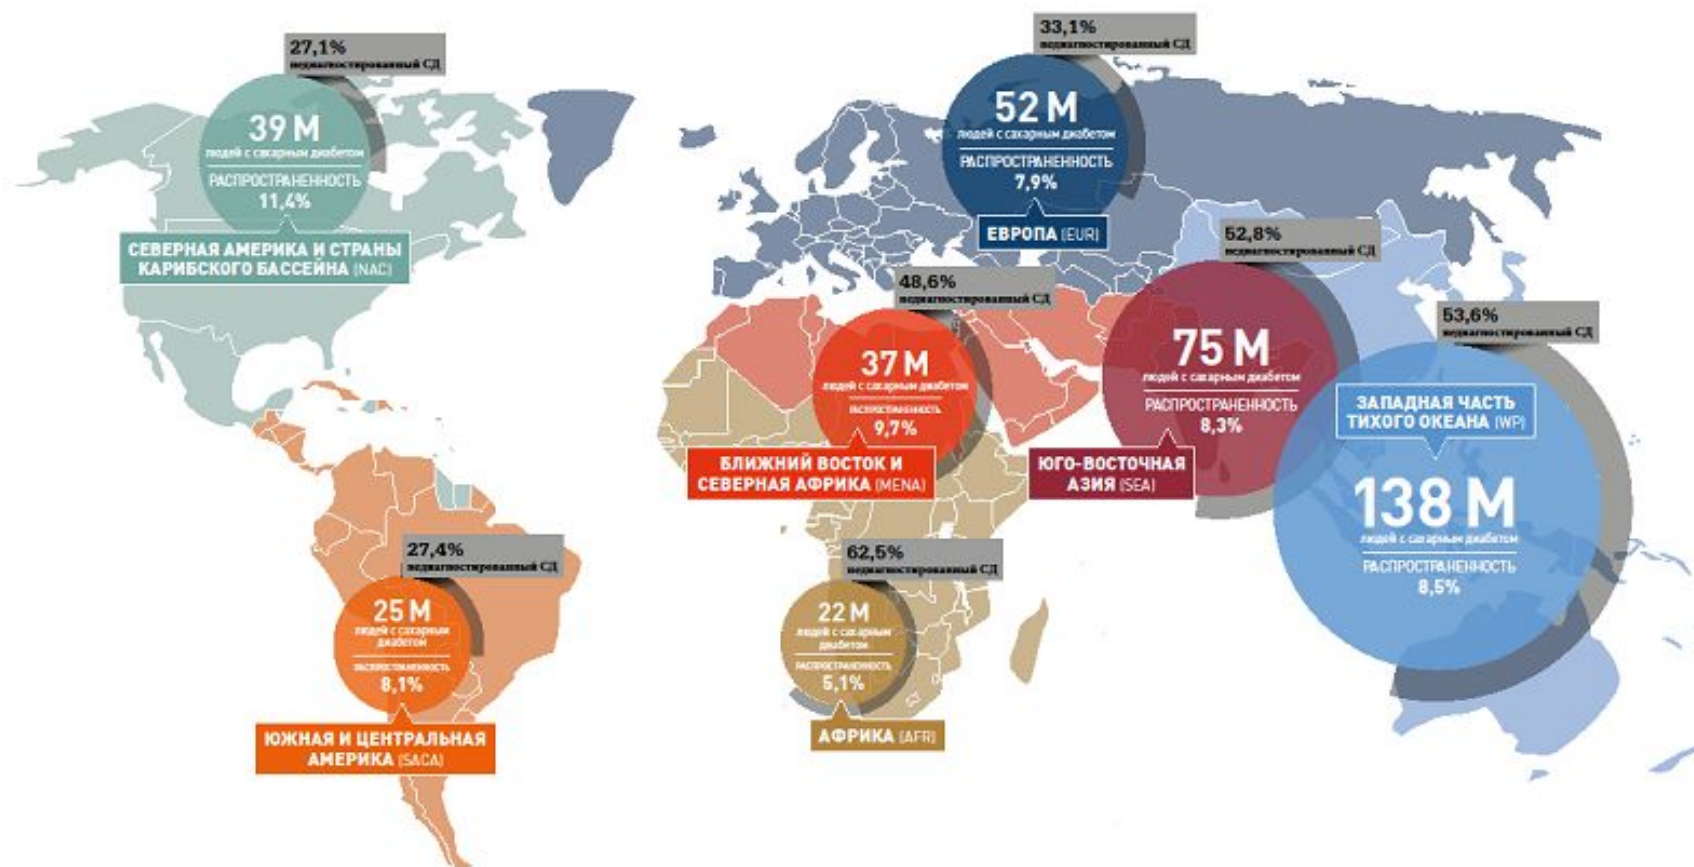 27,1%
недиагностированный СД
39 М
людей с сахарным диабетом
РАСПРОСТРАНЕННОСТЬ
11,4%
СЕВЕРНАЯ АМЕРИКА И СТРАНЫ
КАРИБСКОГО БАССЕЙНА (NAC)
33,1%
недиагностированный СД
52 М
людей с сахарным диабетом
РАСПРОСТРАНЕННОСТЬ
7,9%
ЕВРОПА (EUR)
48,6%
недиагностированный СД
37 М
людей с сахарным диабетом
РАСПРОСТРАНЕННОСТЬ
9,7%
БЛИЖНИЙ ВОСТОК И
СЕВЕРНАЯ АФРИКА (MENA)
52,8%
недиагностированный СД
75 М
людей с сахарным диабетом
РАСПРОСТРАНЕННОСТЬ
8,3%
ЮГО-ВОСТОЧНАЯ
АЗИЯ (SEA)
53,6%
недиагностированный СД
ЗАПАДНАЯ ЧАСТЬ
ТИХОГО ОКЕАНА (WP)
138 М
людей с сахарным диабетом
РАСПРОСТРАНЕННОСТЬ
8,5%
27,4%
недиагностированный СД
25 М
людей с сахарным
диабетом
РАСПРОСТРАНЕННОСТЬ
8,1%
ЮЖНАЯ И ЦЕНТРАЛЬНАЯ
АМЕРИКА (SACA)
62,5%
недиагностированный СД
22 М
людей с сахарным
диабетом
РАСПРОСТРАНЕННОСТЬ
5,1%
АФРИКА (AFR)